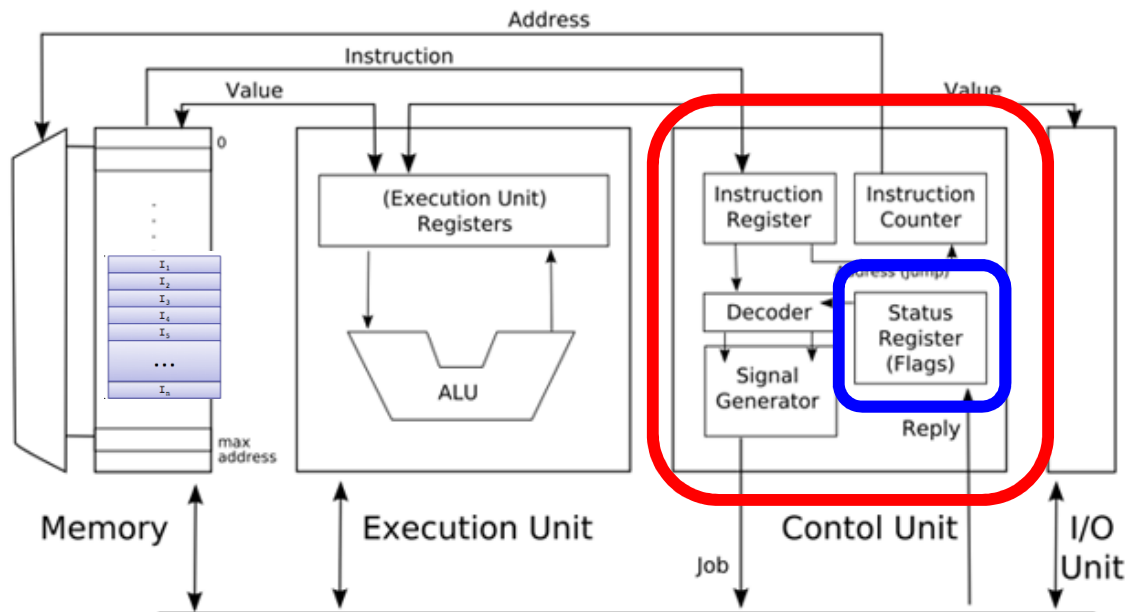 Address
Instruction
Value
Value
0
(Execution Unit)
Registers
Instruction
Register
Instruction
Counter
I1
I2
I3
I4
I5
...
In
(jump)
Decoder
Status
Register
(Flags)
ALU
Signal
Generator
Reply
max
address
Memory
Execution Unit
Contol Unit
I/O
Unit
Job